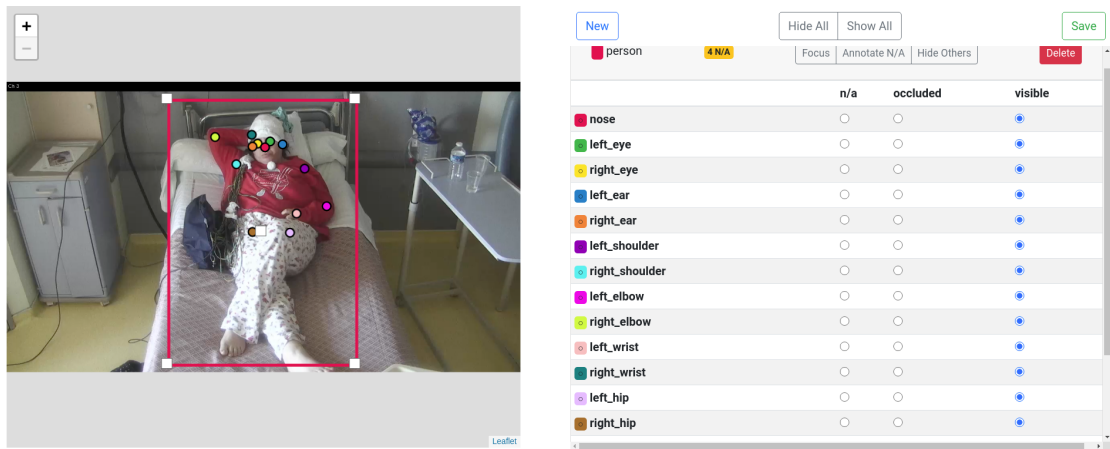 +
−
Ch 3
Leaflet
New
Hide All Show All
Save
person 4 N/A Focus Annotate N/A Hide Others Delete
n/a occluded visible
nose
left_eye
right_eye
left_ear
right_ear
left_shoulder
right_shoulder
left_elbow
right_elbow
left_wrist
right_wrist
left_hip
right_hip